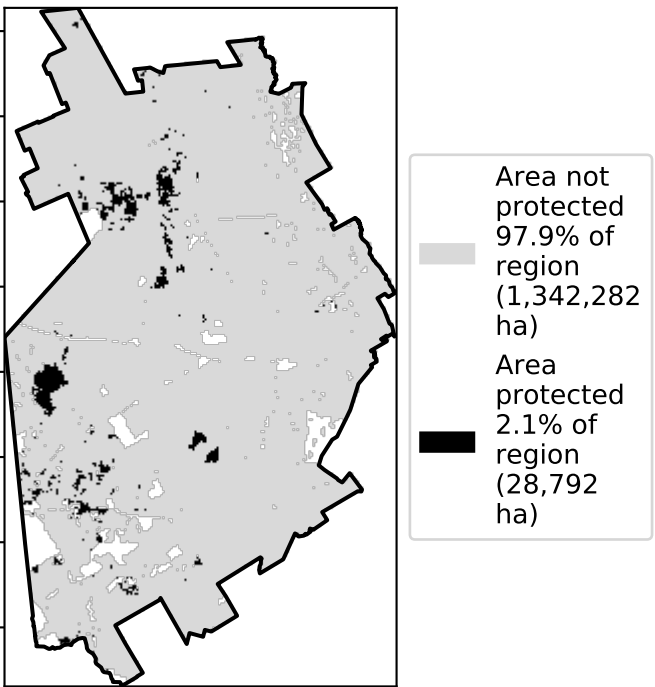 Area not
protected
97.9% of
region
(1,342,282
ha)
Area
protected
2.1% of
region
(28,792
ha)